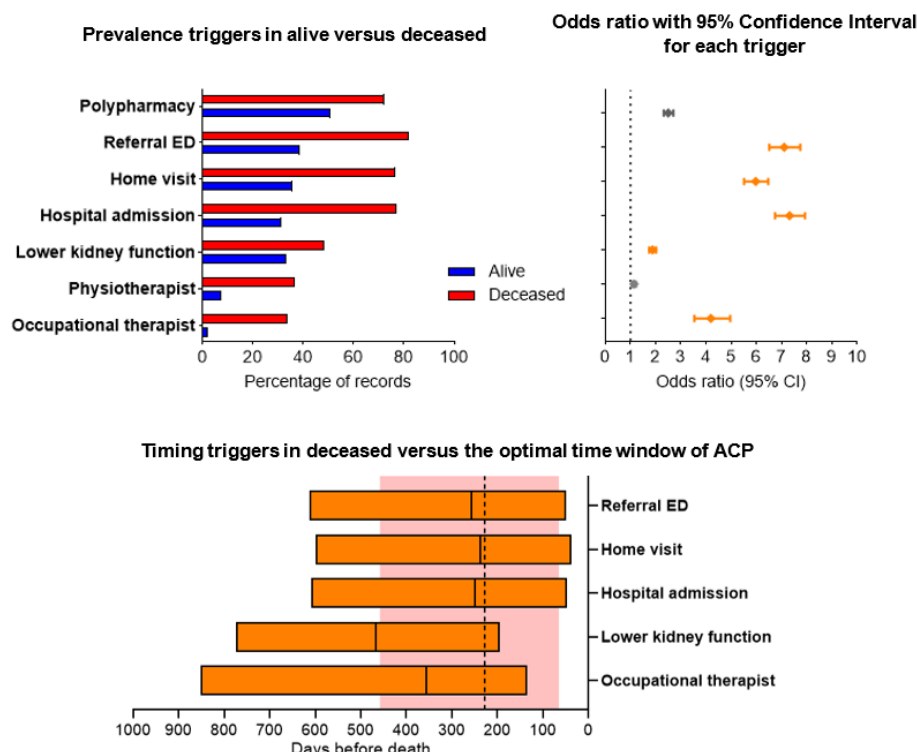 Prevalence triggers in alive versus deceased
Polypharmacy
Referral ED
Home visit
Hospital admission
Lower kidney function
Physiotherapist
Occupational therapist
0 20 40 60 80 100
Percentage of records
Alive
Deceased
Odds ratio with 95% Confidence Interval
for each trigger
0 1 2 3 4 5 6 7 8 9 10
Odds ratio (95% CI)
Timing triggers in deceased versus the optimal time window of ACP
Referral ED
Home visit
Hospital admission
Lower kidney function
Occupational therapist
1000 900 800 700 600 500 400 300 200 100 0
Days before death